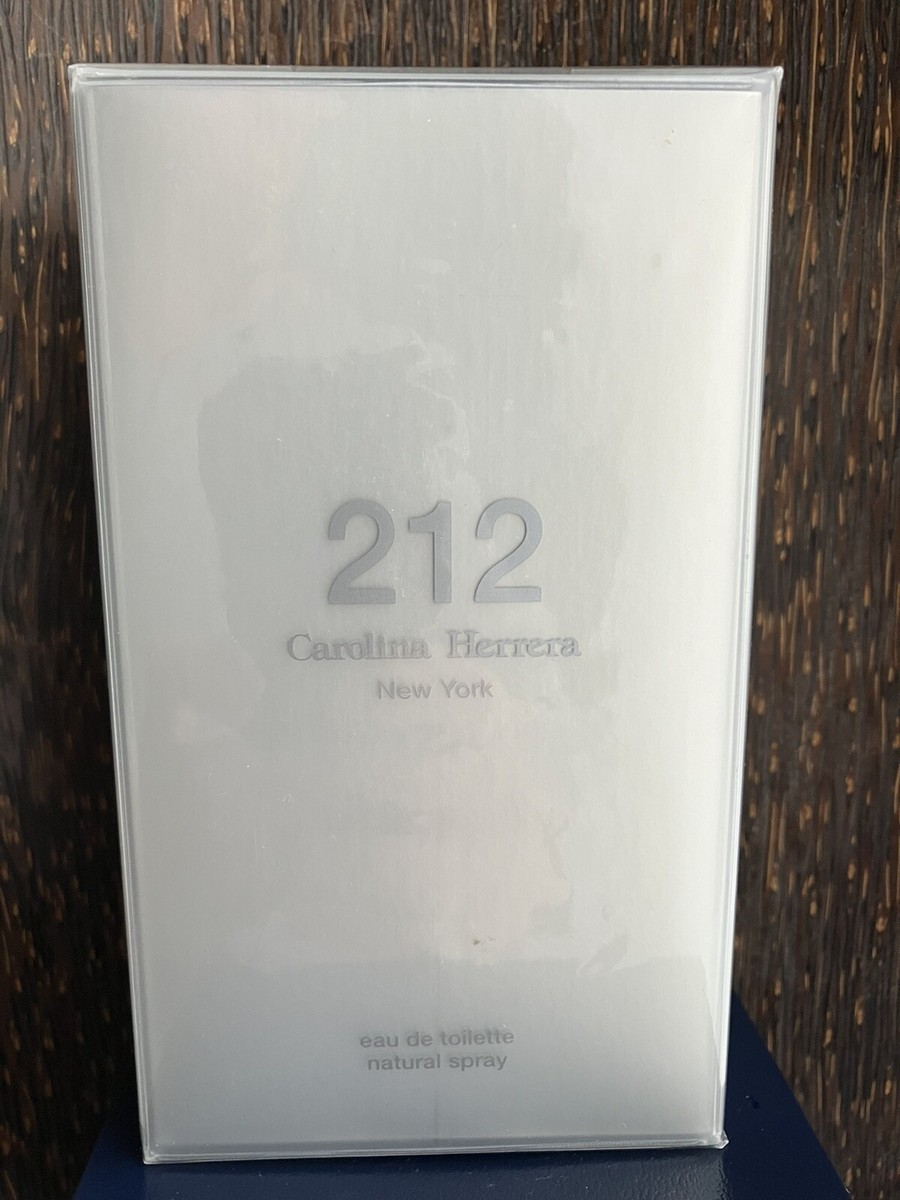 212
Carolina Herrera
New York
eau de toilette
natural spray